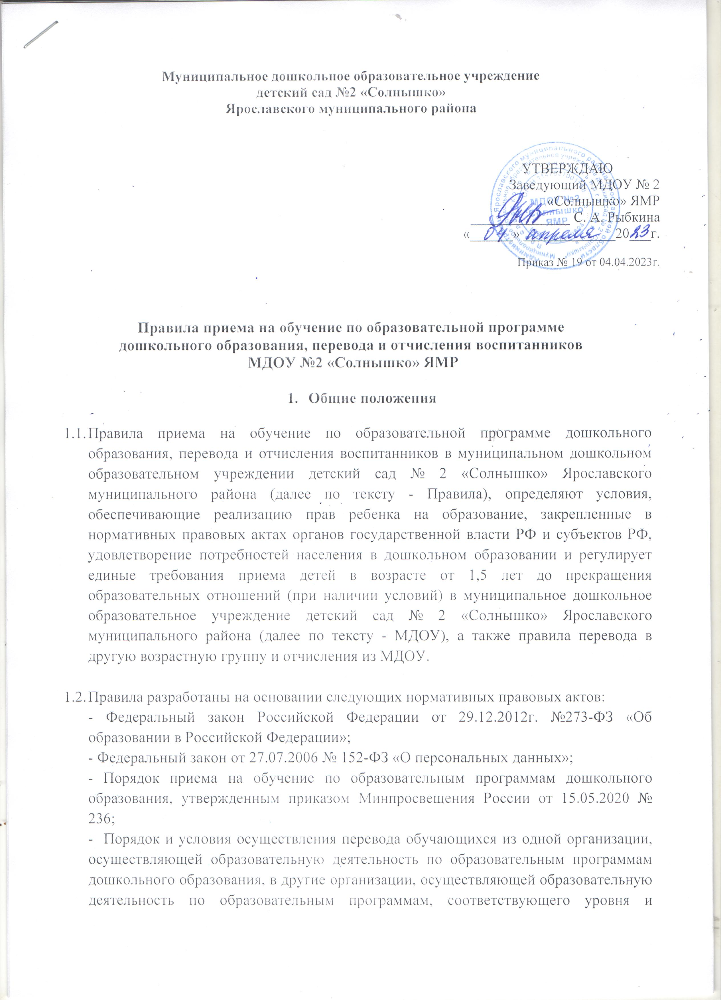 Муниципальное дошкольное образовательное учреждение
детский сад №2 «Солнышко»
Ярославского муниципального района
УТВЕРЖДАЮ
Заведующий МДОУ № 2
«Солнышко» ЯМР
С. А. Рыбкина
«04» апреля 2023г.
Приказ № 19 от 04.04.2023г.
МДОУ №2
"Солнышко"
ЯМР
Правила приема на обучение по образовательной программе
дошкольного образования, перевода и отчисления воспитанников
МДОУ №2 «Солнышко» ЯМР
1. Общие положения
1.1. Правила приема на обучение по образовательной программе дошкольного
образования, перевода и отчисления воспитанников в муниципальном дошкольном
образовательном учреждении детский сад № 2 «Солнышко» Ярославского
муниципального района (далее по тексту - Правила), определяют условия,
обеспечивающие реализацию прав ребенка на образование, закрепленные в
нормативных правовых актах органов государственной власти РФ и субъектов РФ,
удовлетворение потребностей населения в дошкольном образовании и регулирует
единые требования приема детей в возрасте от 1,5 лет до прекращения
образовательных отношений (при наличии условий) в муниципальное дошкольное
образовательное учреждение детский сад № 2 «Солнышко» Ярославского
муниципального района (далее по тексту - МДОУ), а также правила перевода в
другую возрастную группу и отчисления из МДОУ.
1.2. Правила разработаны на основании следующих нормативных правовых актов:
- Федеральный закон Российской Федерации от 29.12.2012г. №273-ФЗ «Об
образовании в Российской Федерации»;
- Федеральный закон от 27.07.2006 № 152-ФЗ «О персональных данных»;
- Порядок приема на обучение по образовательным программам дошкольного
образования, утвержденным приказом Минпросвещения России от 15.05.2020 №
236;
- Порядок и условия осуществления перевода обучающихся из одной организации,
осуществляющей образовательную деятельность по образовательным программам
дошкольного образования, в другие организации, осуществляющей образовательную
деятельность по образовательным программам, соответствующего уровня и